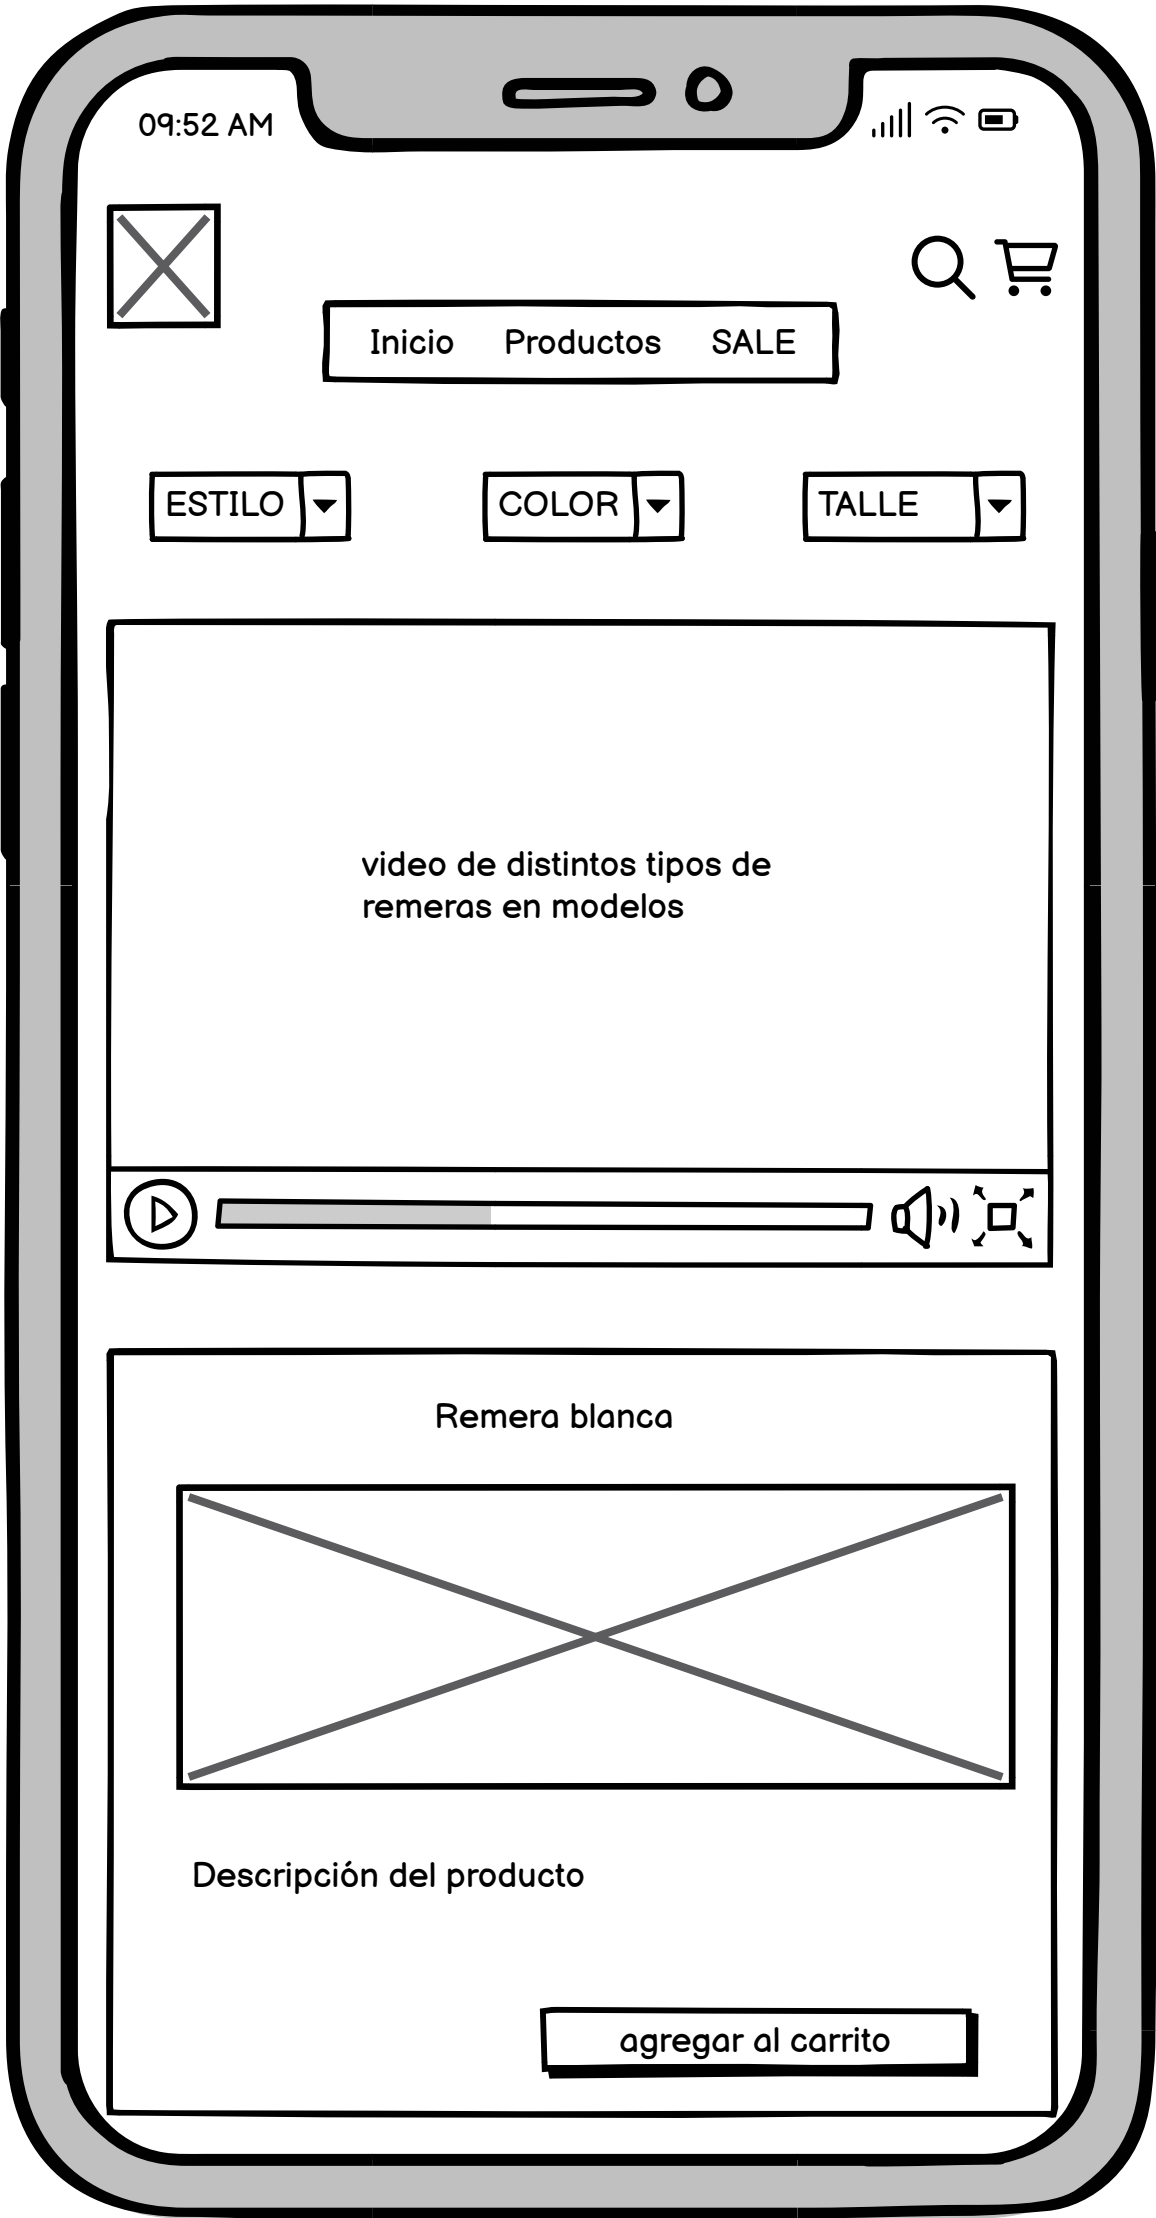 09:52 AM
Inicio Productos SALE
ESTILO COLOR TALLE
video de distintos tipos de
remeras en modelos
Remera blanca
Descripción del producto
agregar al carrito